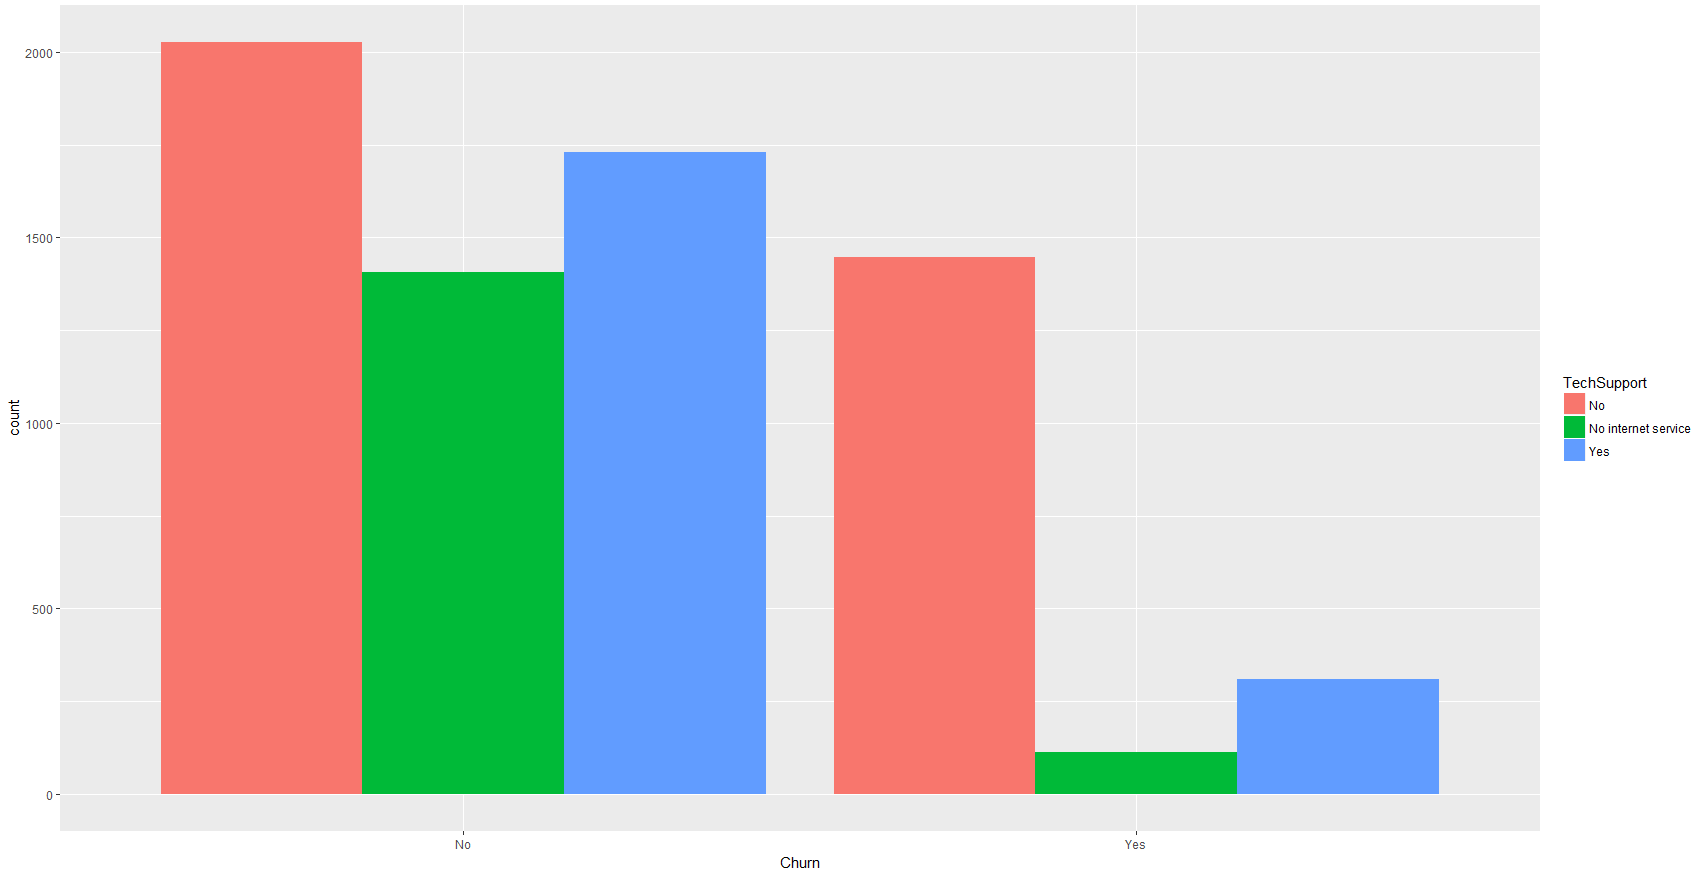 2000
1500
1000
500
0
count
No
Yes
Churn
TechSupport
No
No internet service
Yes